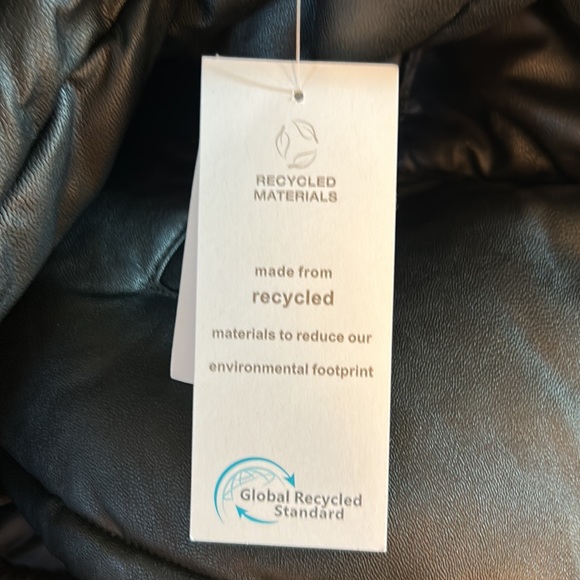 RECYCLED
MATERIALS
made from
recycled
materials to reduce our
environmental footprint
Global Recycled
Standard